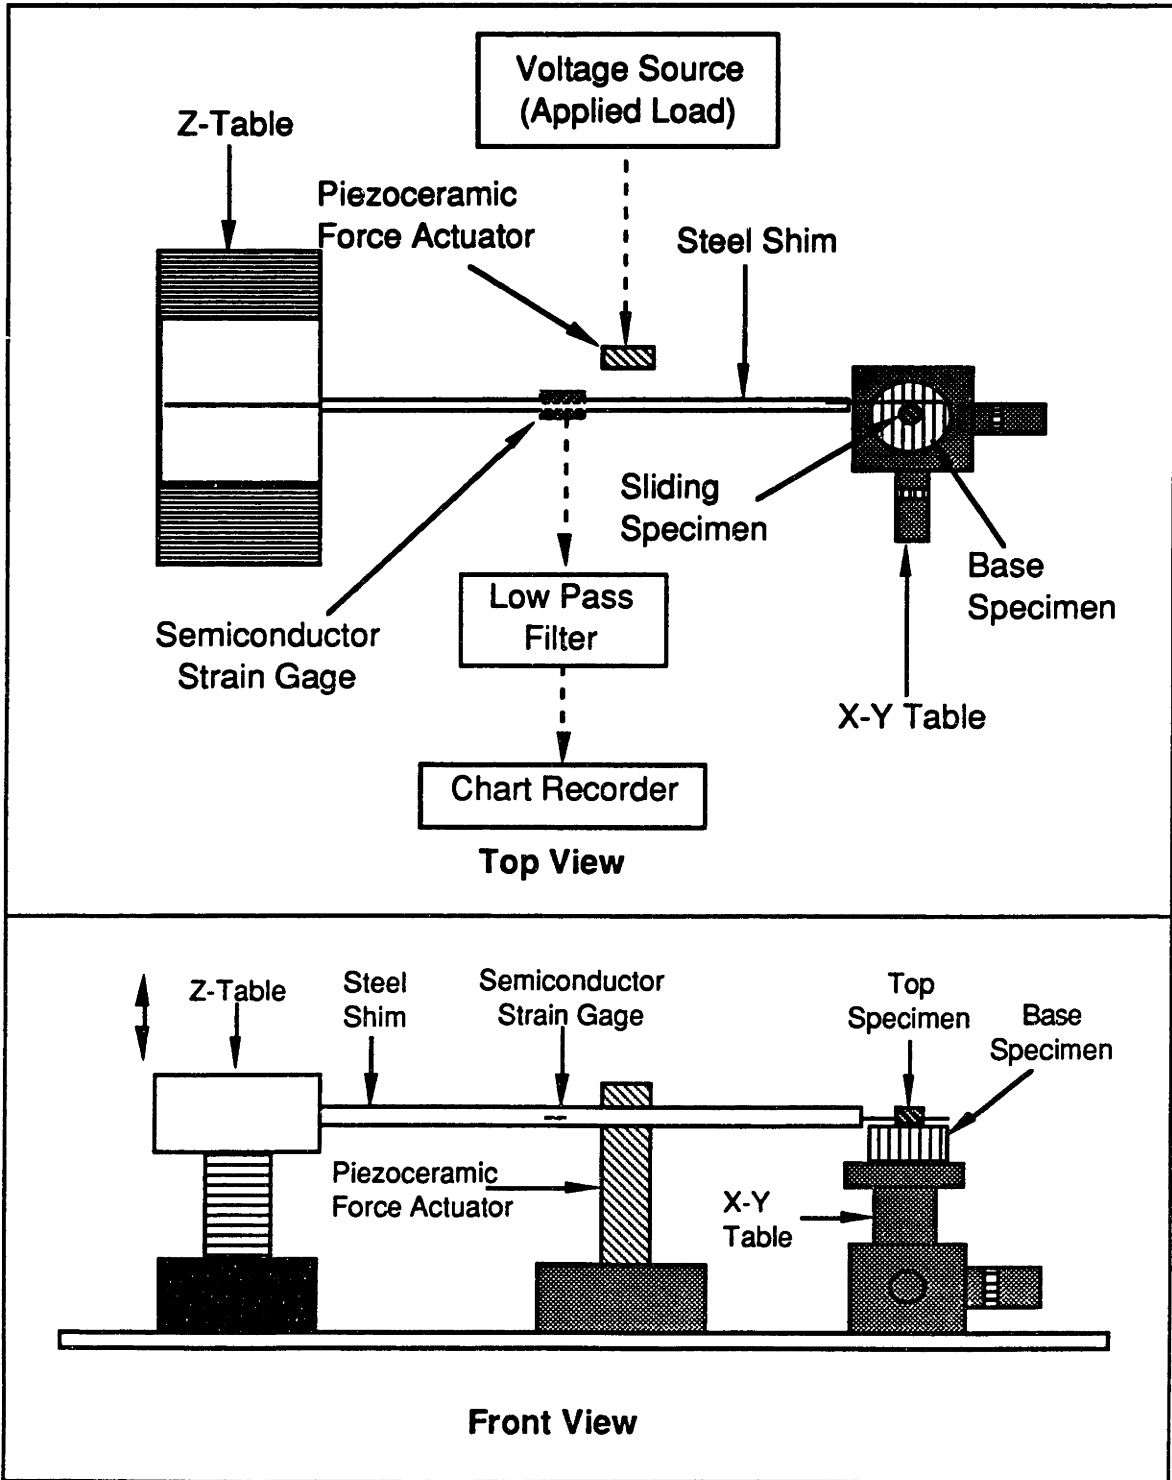 Voltage Source
(Applied Load)
Z-Table
Piezoceramic
Force Actuator
Steel Shim
Sliding
Specimen
Base
Specimen
Low Pass
Filter
Semiconductor
Strain Gage
X-Y Table
Chart Recorder
Top View
Z-Table
Steel
Shim
Semiconductor
Strain Gage
Top
Specimen
Base
Specimen
Piezoceramic
Force Actuator
X-Y
Table
Front View